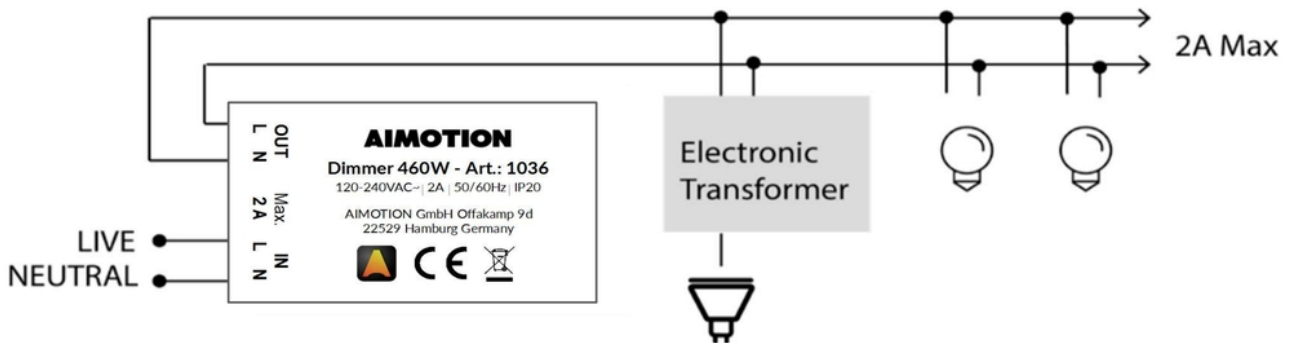 2A Max
OUT
L N
Max.
2A
IN
L N
AIMOTION
Dimmer 460W - Art.: 1036
120-240VAC~| 2A | 50/60Hz | IP20
AIMOTION GmbH Offakamp 9d
22529 Hamburg Germany
CE
LIVE
NEUTRAL
Electronic
Transformer